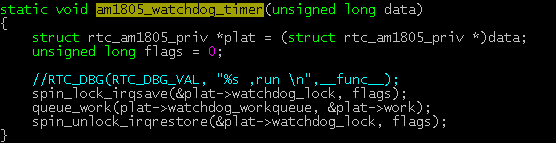 static void am1805_watchdog_timer(unsigned long data)
{
struct rtc_am1805_priv *plat = (struct rtc_am1805_priv *)data;
unsigned long flags = 0;
//RTC_DBG(RTC_DBG_VAL, "%s ,run \n",__func__);
spin_lock_irqsave(&plat->watchdog_lock, flags);
queue_work(plat->watchdog_workqueue, &plat->work);
spin_unlock_irqrestore(&plat->watchdog_lock, flags);
}